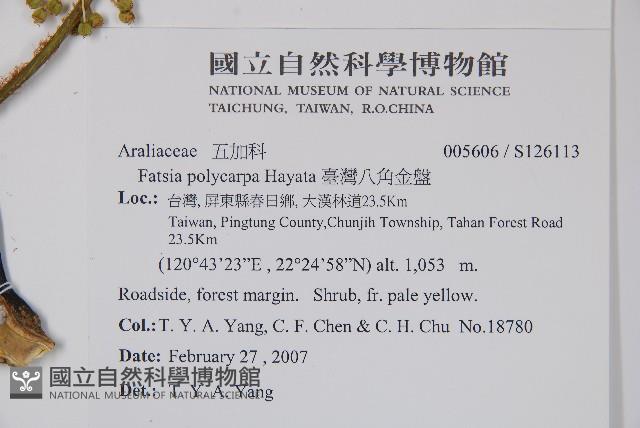 國立自然科學博物館
NATIONAL MUSEUM OF NATURAL SCIENCE
TAICHUNG, TAIWAN, R.O.CHINA
Araliaceae 五加科 005606 / S126113
Fatsia polycarpa Hayata 臺灣八角金盤
Loc.: 台灣, 屏東縣春日鄉, 大漢林道23.5Km
Taiwan, Pingtung County,Chunjih Township, Tahan Forest Road
23.5Km
(120°43’23”E , 22°24’58”N) alt. 1,053 m.
Roadside, forest margin. Shrub, fr. pale yellow.
Col.: T. Y. A. Yang, C. F. Chen & C. H. Chu No.18780
Date: February 27 , 2007
國立自然科學博物館
NATIONAL MUSEUM OF NATURAL SCIENCE
Det.: T. Y. A. Yang